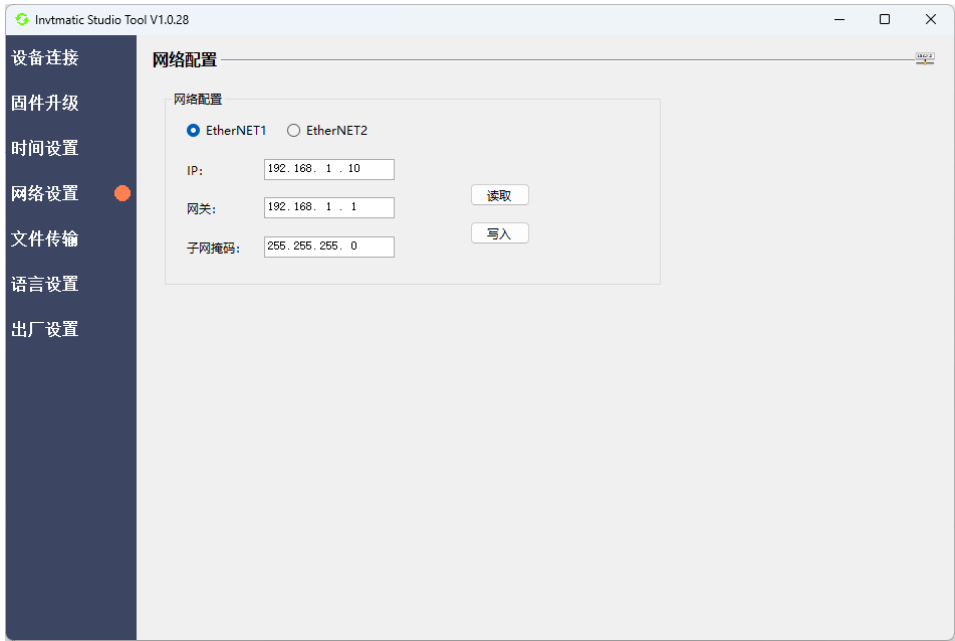 Invtmatic Studio Tool V1.0.28
设备连接
固件升级
时间设置
网络设置
文件传输
语言设置
出厂设置
网络配置
网络配置
EtherNET1 EtherNET2
IP: 192.168. 1 . 10
网关: 192.168. 1 . 1
子网掩码: 255.255.255. 0
读取
写入